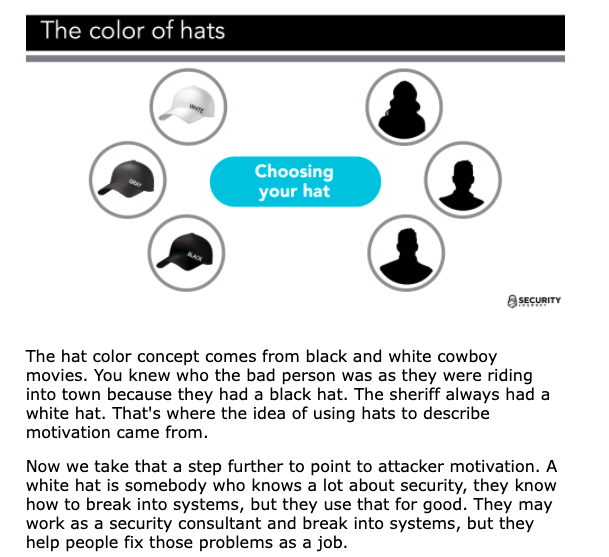 The color of hats
WHITE
GRAY
Choosing
your hat
BLACK
SECURITY
JOURNEY
The hat color concept comes from black and white cowboy
movies. You knew who the bad person was as they were riding
into town because they had a black hat. The sheriff always had a
white hat. That's where the idea of using hats to describe
motivation came from.
Now we take that a step further to point to attacker motivation. A
white hat is somebody who knows a lot about security, they know
how to break into systems, but they use that for good. They may
work as a security consultant and break into systems, but they
help people fix those problems as a job.